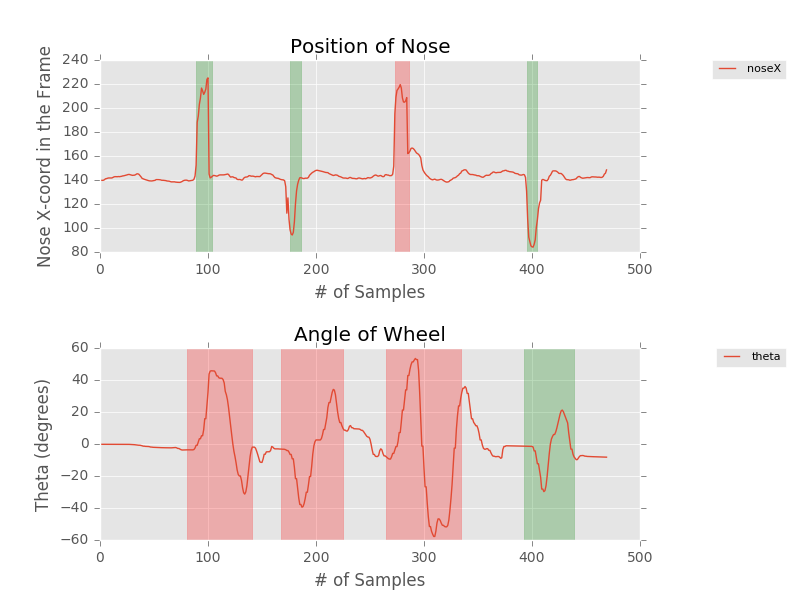 Position of Nose
noseX
Nose X-coord in the Frame
240
220
200
180
160
140
120
100
80
0 100 200 300 400 500
# of Samples
Angle of Wheel
theta
Theta (degrees)
60
40
20
0
−20
−40
−60
0 100 200 300 400 500
# of Samples